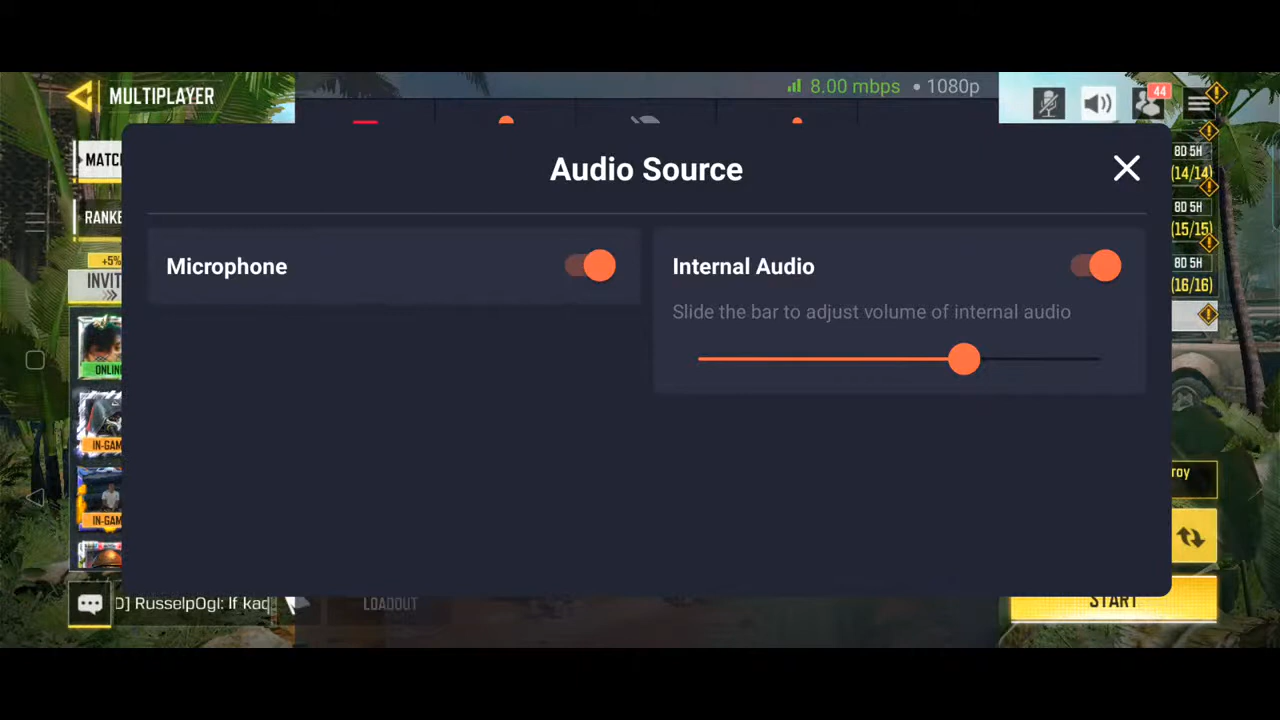 MULTIPLAYER
8.00 mbps • 1080p
44
Audio Source
MATC
8D 5H
(14/14)
RANKE
8D 5H
(15/15)
+5%
INVIT
8D 5H
(16/16)
Microphone
Internal Audio
Slide the bar to adjust volume of internal audio
ONLIN
IN-GAM
IN-GAM
roy
D] RusselpOgl: If kad
LOADOUT
START